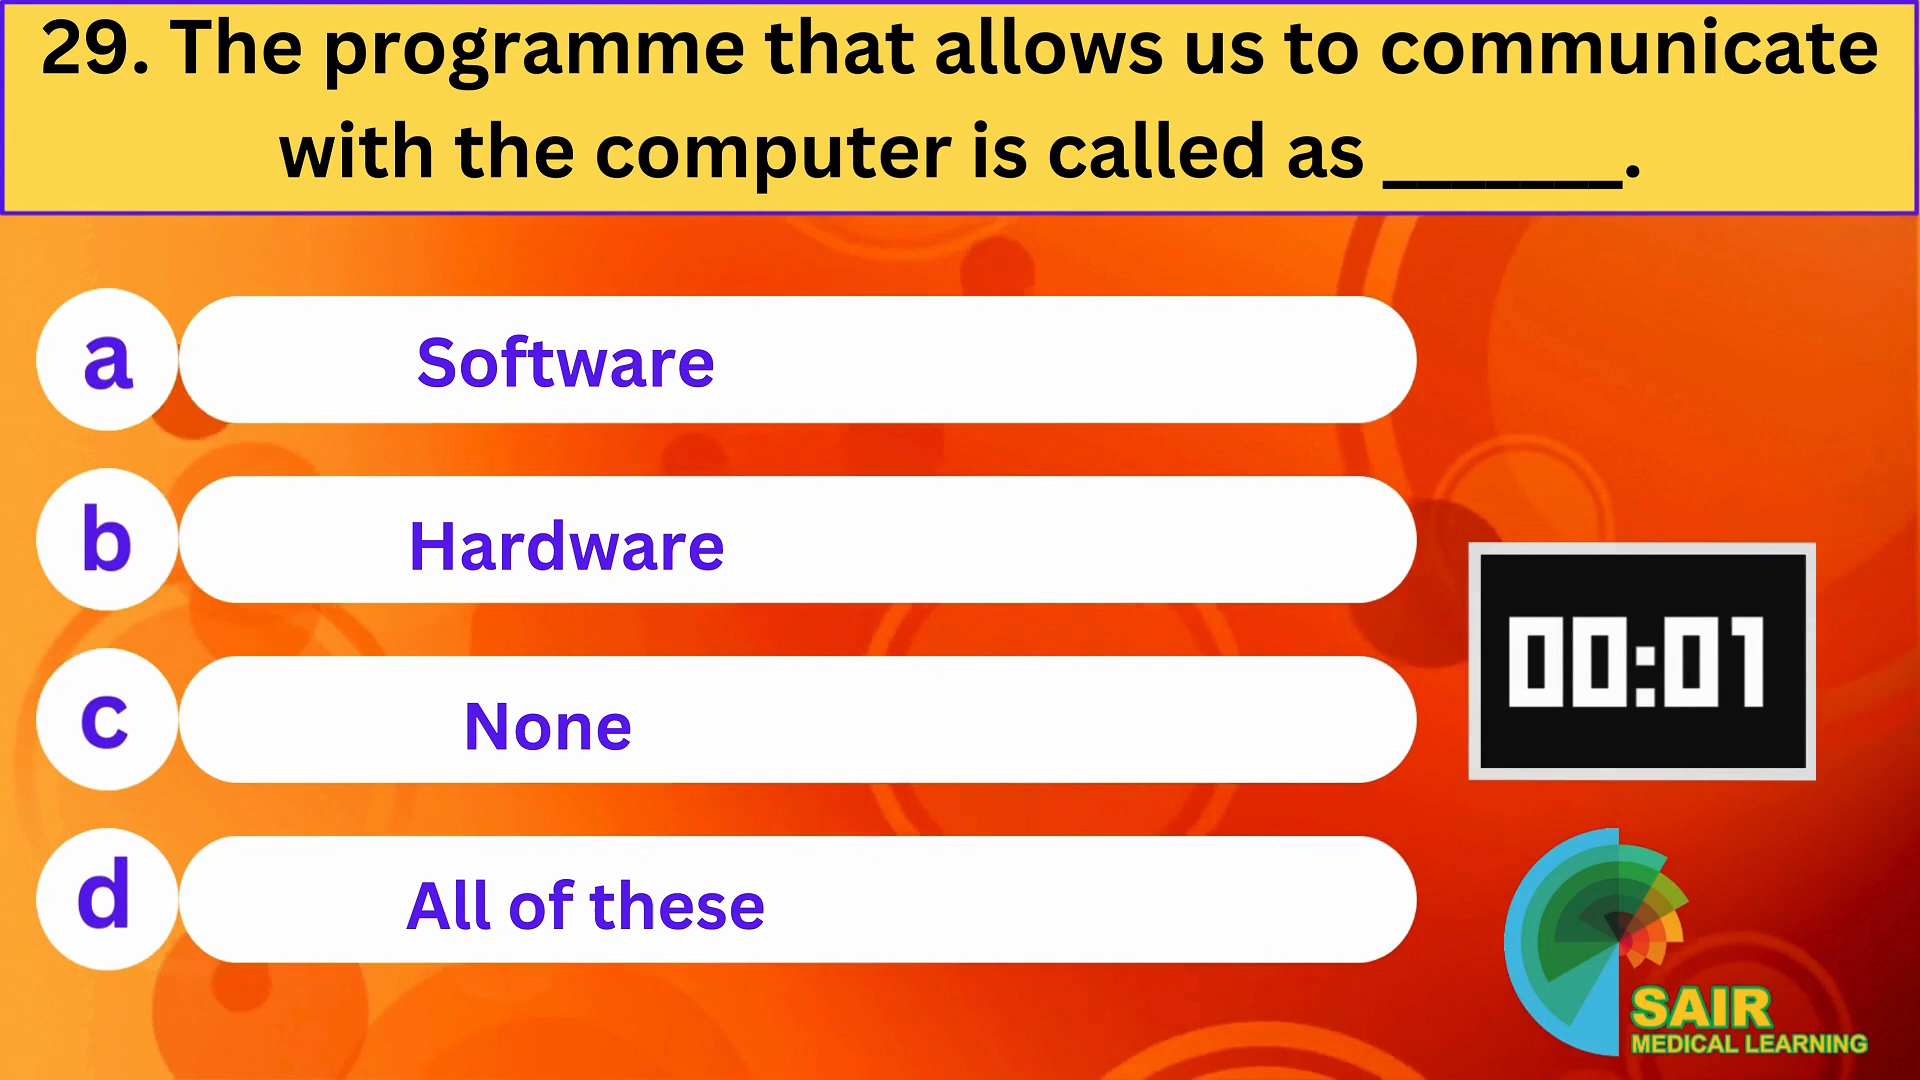 29. The programme that allows us to communicate
with the computer is called as _______.
a Software
b Hardware
c None
d All of these
00:01
SAIR
MEDICAL LEARNING